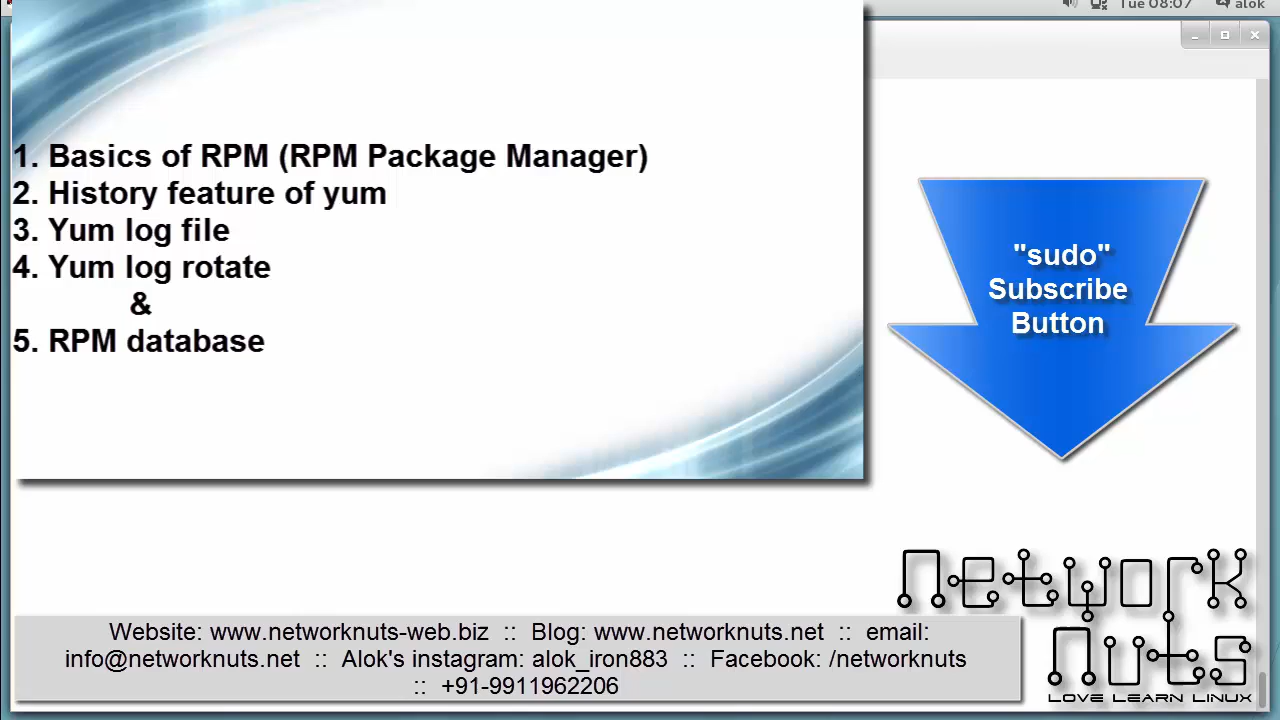 Tue 08:07 alok
1. Basics of RPM (RPM Package Manager)
2. History feature of yum
3. Yum log file
4. Yum log rotate
&
5. RPM database
"sudo"
Subscribe
Button
network
nuts
LOVE LEARN LINUX
Website: www.networknuts-web.biz :: Blog: www.networknuts.net :: email:
info@networknuts.net :: Alok's instagram: alok_iron883 :: Facebook: /networknuts
:: +91-9911962206